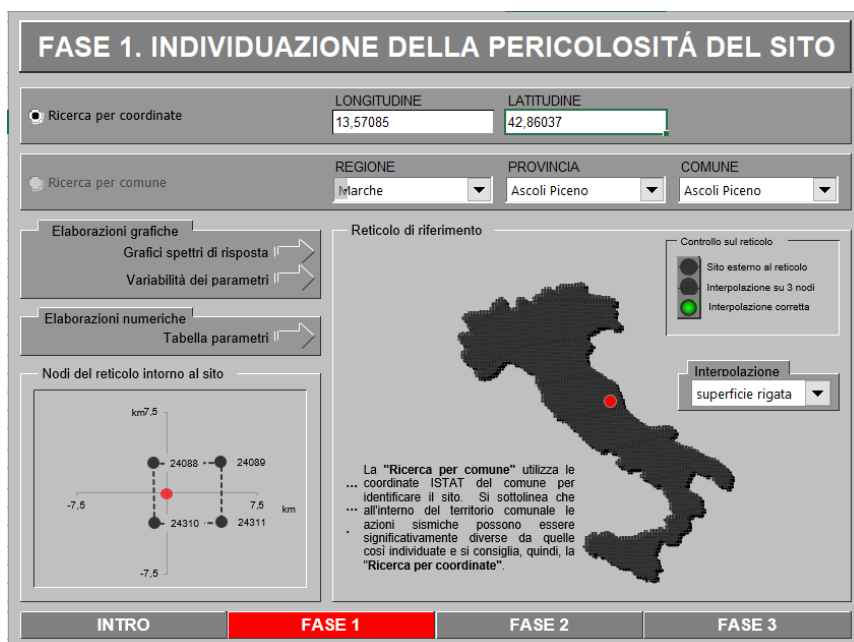 FASE 1. INDIVIDUAZIONE DELLA PERICOLOSITÁ DEL SITO
Ricerca per coordinate
LONGITUDINE
13,57085
LATITUDINE
42,86037
Ricerca per comune
REGIONE
Marche
PROVINCIA
Ascoli Piceno
COMUNE
Ascoli Piceno
Elaborazioni grafiche
Grafici spettri di risposta
Variabilità dei parametri
Elaborazioni numeriche
Tabella parametri
Nodi del reticolo intorno al sito
km 7,5
24088
24089
-7,5
7,5
km
24310
24311
-7,5
Reticolo di riferimento
Controllo sul reticolo
Sito esterno al reticolo
Interpolazione su 3 nodi
Interpolazione corretta
Interpolazione
superficie rigata
La "Ricerca per comune" utilizza le
... coordinate ISTAT del comune per
identificare il sito. Si sottolinea che
... all'interno del territorio comunale le
. azioni sismiche possono essere
significativamente diverse da quelle
così individuate e si consiglia, quindi, la
"Ricerca per coordinate".
INTRO
FASE 1
FASE 2
FASE 3